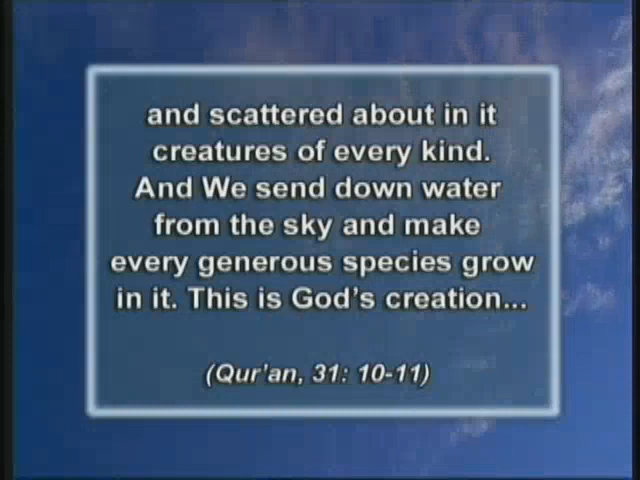 and scattered about in it
creatures of every kind.
And We send down water
from the sky and make
every generous species grow
in it. This is God's creation...
(Qur'an, 31: 10-11)